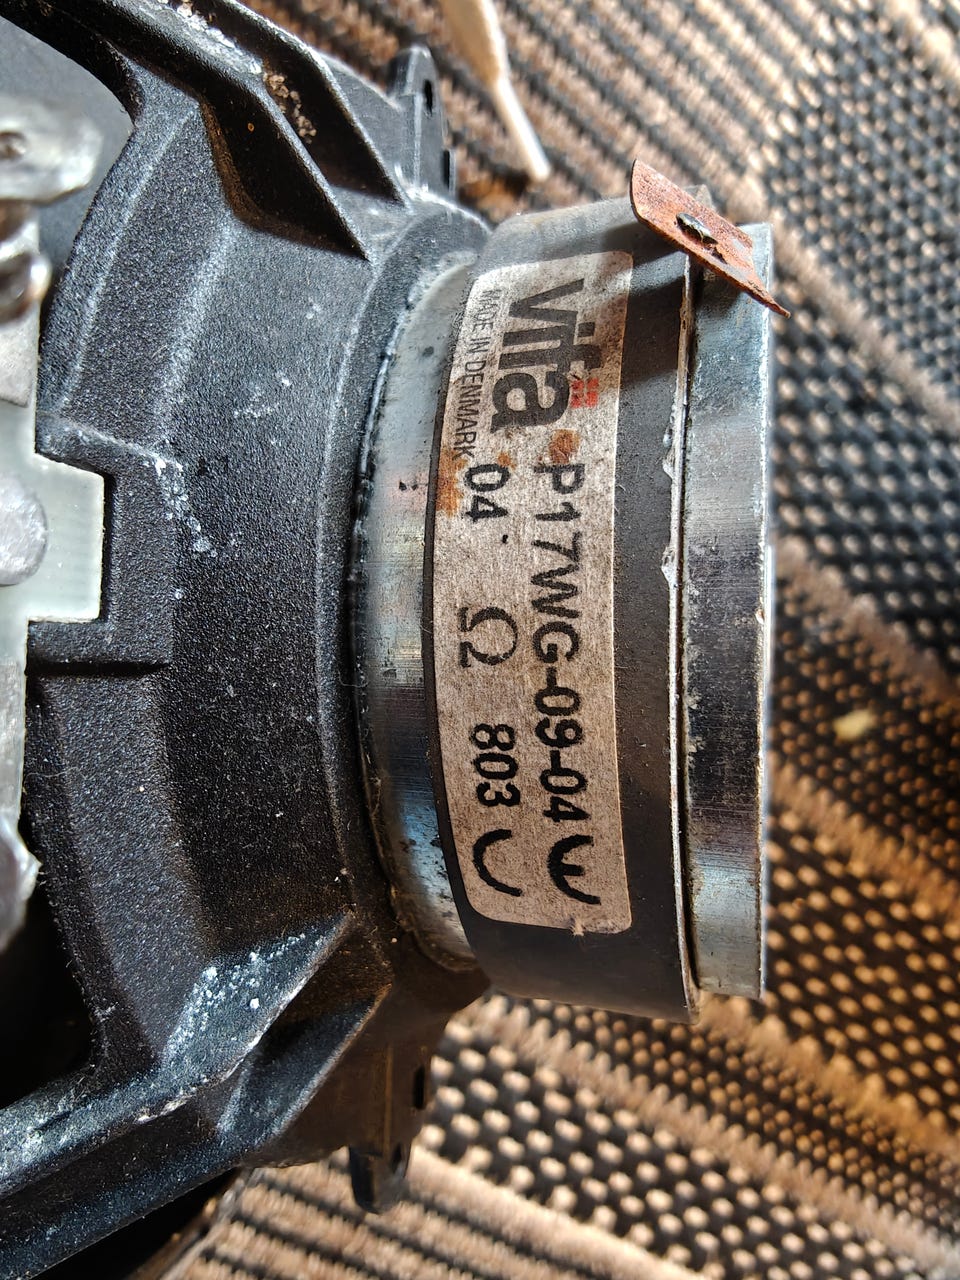 vifa P17WG-09-04
MADE IN DENMARK 04 Ω 803